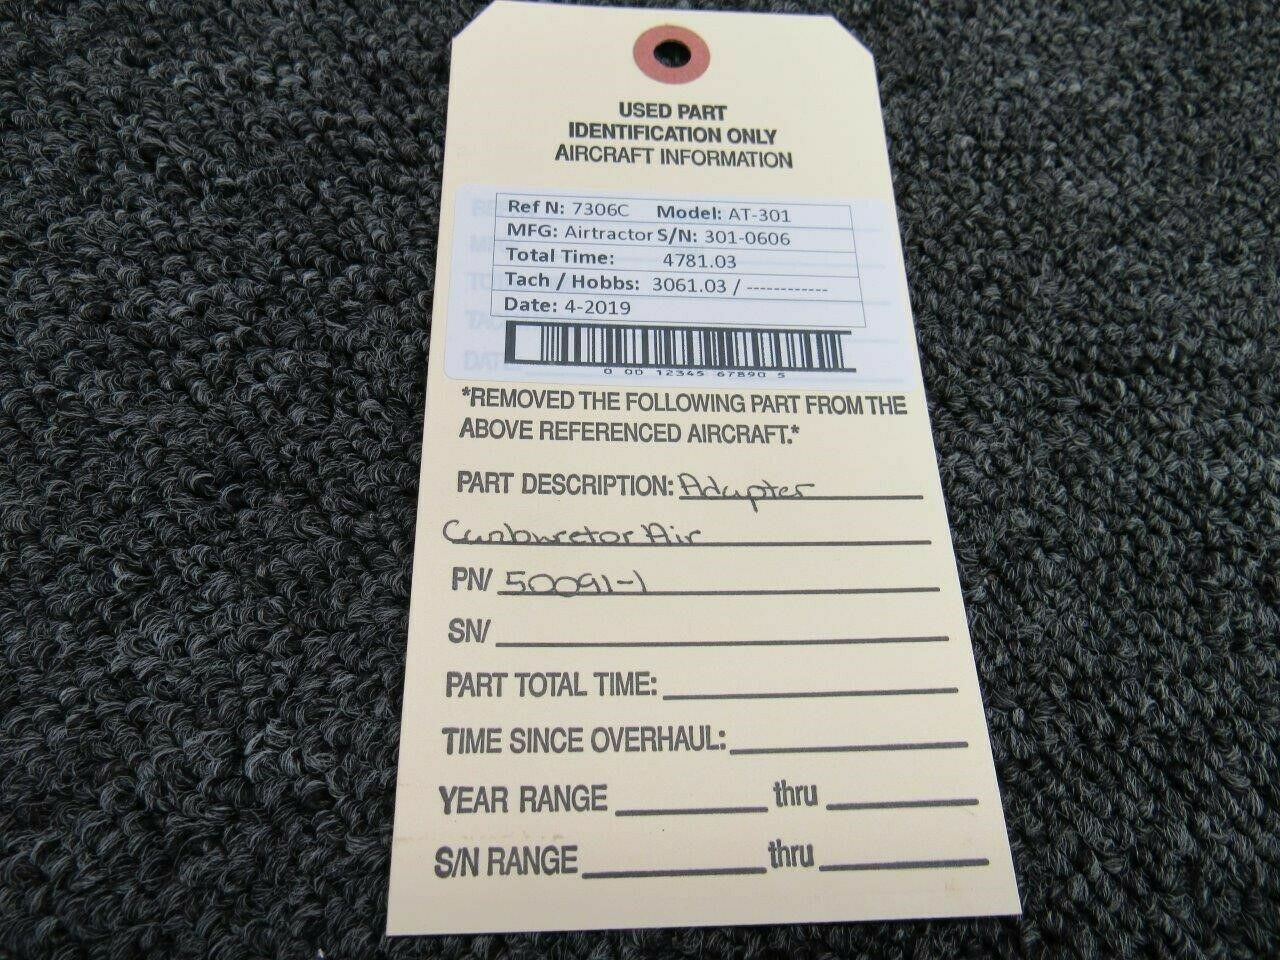 USED PART
IDENTIFICATION ONLY
AIRCRAFT INFORMATION
Ref N: 7306C Model: AT-301
MFG: Airtractor S/N: 301-0606
Total Time: 4781.03
Tach / Hobbs: 3061.03 / ------------
Date: 4-2019
0 00 12345 67890 5
*REMOVED THE FOLLOWING PART FROM THE
ABOVE REFERENCED AIRCRAFT.*
PART DESCRIPTION: Adapter
Carburetor Air
PN/ 50091-1
SN/
PART TOTAL TIME:
TIME SINCE OVERHAUL:
YEAR RANGE thru
S/N RANGE thru